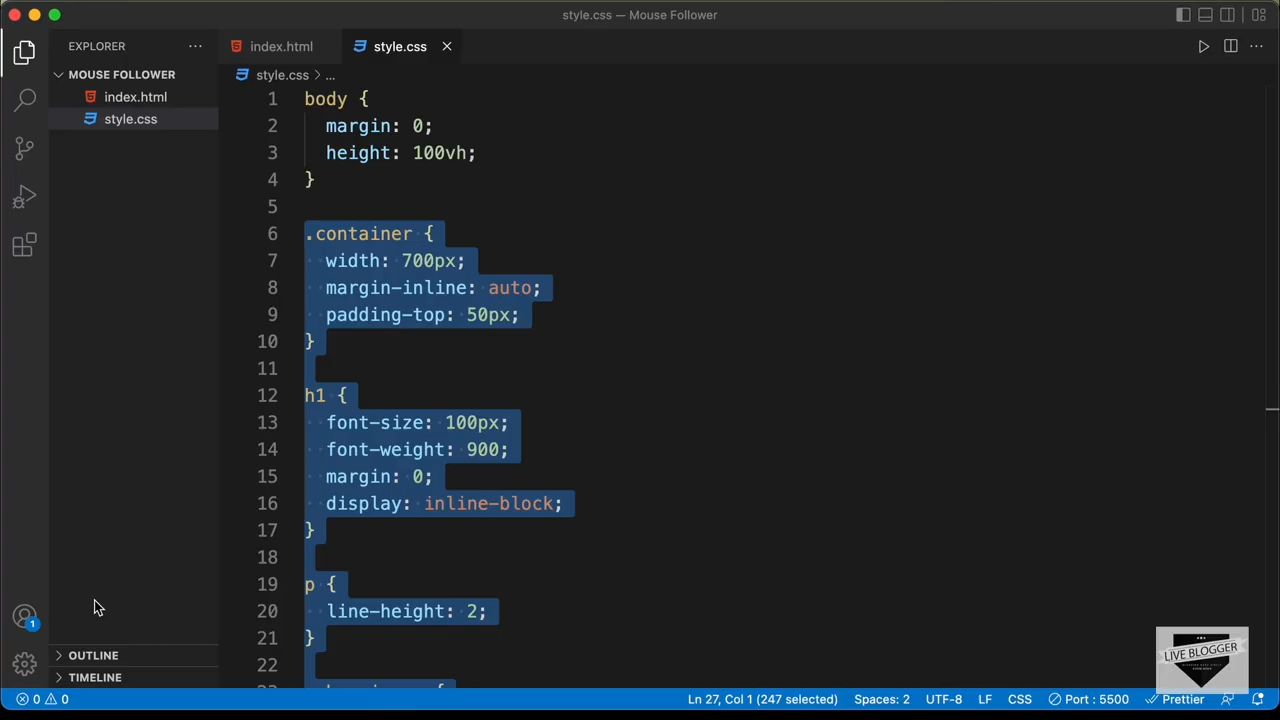 style.css — Mouse Follower
EXPLORER
index.html
style.css
MOUSE FOLLOWER
index.html
style.css
style.css > ...
1 body {
2 margin: 0;
3 height: 100vh;
4 }
5
6 .container {
7 width: 700px;
8 margin-inline: auto;
9 padding-top: 50px;
10 }
11
12 h1 {
13 font-size: 100px;
14 font-weight: 900;
15 margin: 0;
16 display: inline-block;
17 }
18
19 p {
20 line-height: 2;
21 }
22
1
OUTLINE
TIMELINE
LIVE BLOGGER
0 0 Ln 27, Col 1 (247 selected) Spaces: 2 UTF-8 LF CSS Port : 5500 Prettier